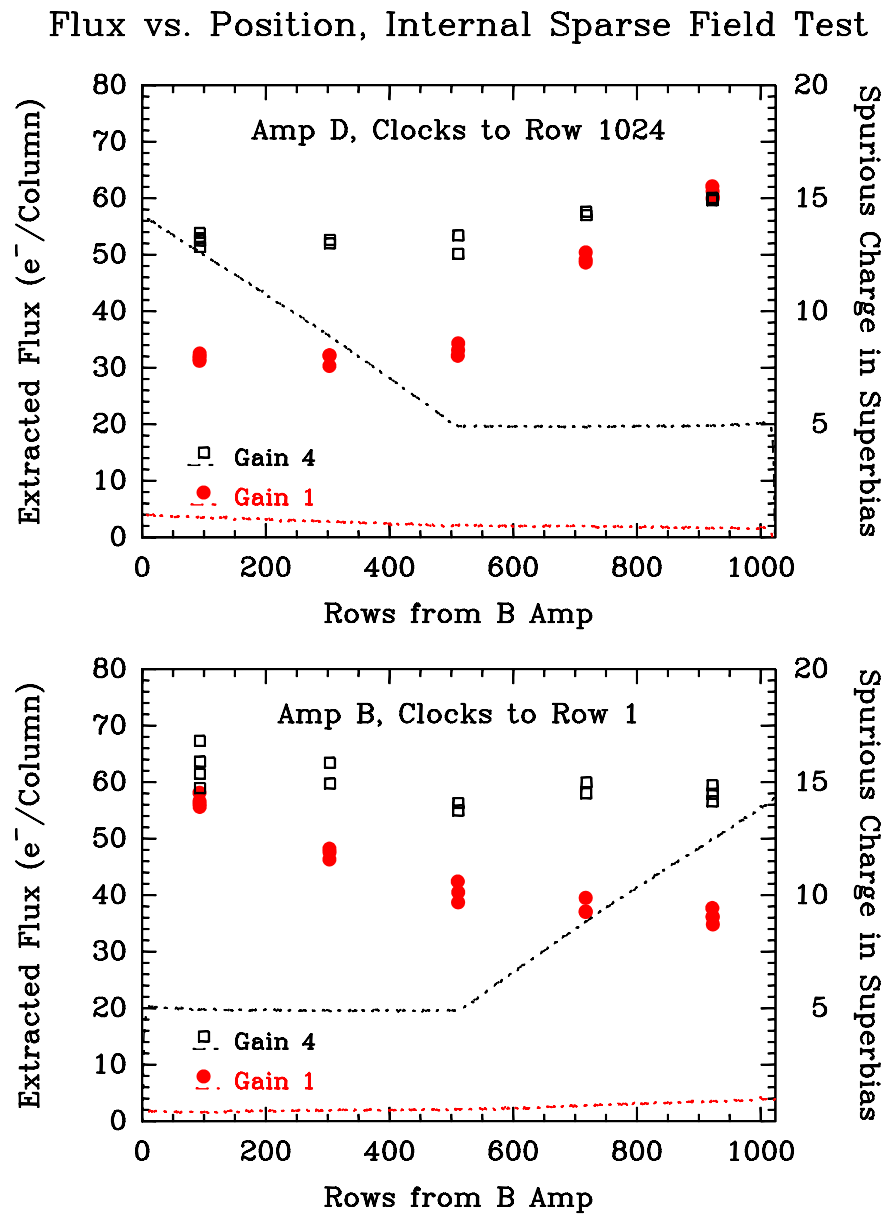 Flux vs. Position, Internal Sparse Field Test
Extracted Flux (e⁻/Column)
80
70
60
50
40
30
20
10
0
Amp D, Clocks to Row 1024
Gain 4
Gain 1
20
15
10
5
Spurious Charge in Superbias
0 200 400 600 800 1000
Rows from B Amp
Extracted Flux (e⁻/Column)
80
70
60
50
40
30
20
10
0
Amp B, Clocks to Row 1
Gain 4
Gain 1
20
15
10
5
Spurious Charge in Superbias
0 200 400 600 800 1000
Rows from B Amp